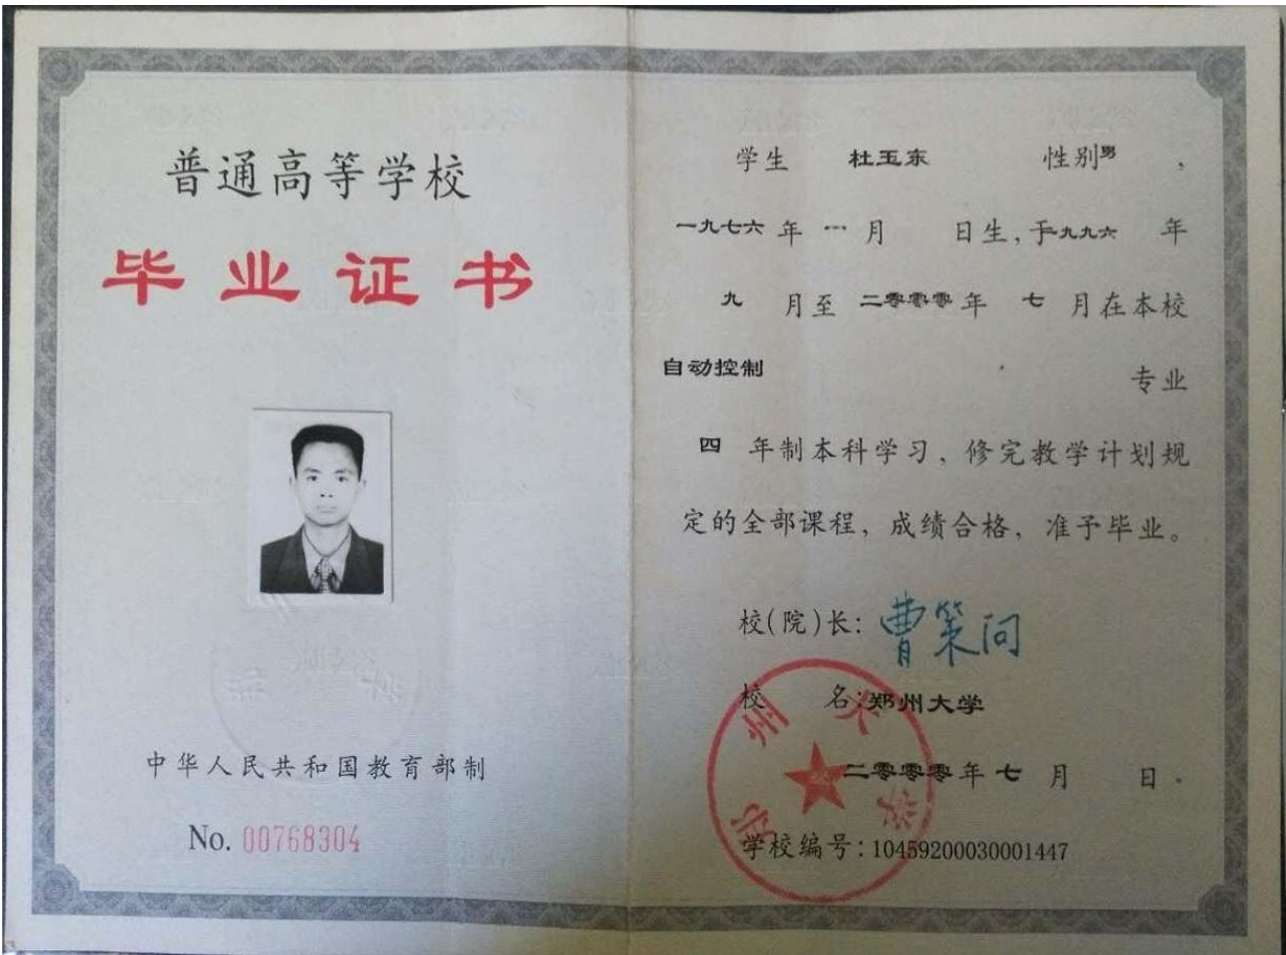 普通高等学校
毕业证书
中华人民共和国教育部制
No. 00768304
学生 杜玉东 性别男,
一九七六年 一月 日生,于一九九六 年
九 月至 二零零零年 七 月在本校
自动控制 专业
四 年制本科学习,修完教学计划规
定的全部课程,成绩合格,准予毕业。
校(院)长: 曹策问
校 名:郑州大学
二零零零年七月 日
学校编号:10459200030001447
郑州大学